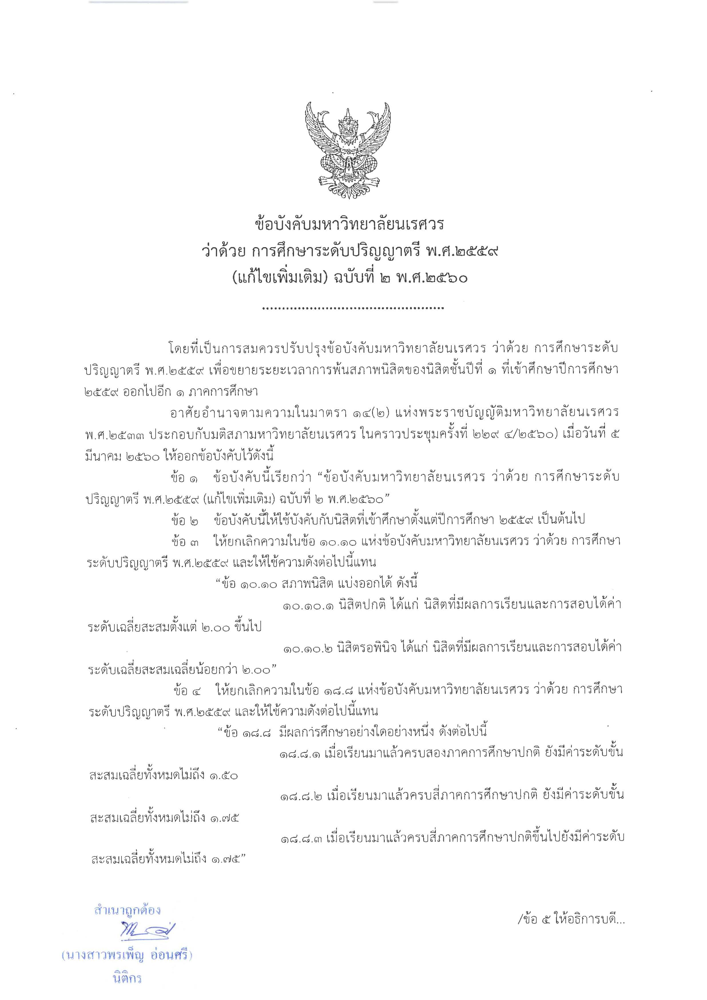 ข้อบังคับมหาวิทยาลัยนเรศวร
ว่าด้วย การศึกษาระดับปริญญาตรี พ.ศ.๒๕๕๙
(แก้ไขเพิ่มเติม) ฉบับที่ ๒ พ.ศ.๒๕๖๐
..............................................
โดยที่เป็นการสมควรปรับปรุงข้อบังคับมหาวิทยาลัยนเรศวร ว่าด้วย การศึกษาระดับ
ปริญญาตรี พ.ศ.๒๕๕๙ เพื่อขยายระยะเวลาการพ้นสภาพนิสิตของนิสิตชั้นปีที่ ๑ ที่เข้าศึกษาปีการศึกษา
๒๕๕๙ ออกไปอีก ๑ ภาคการศึกษา
อาศัยอำนาจตามความในมาตรา ๑๔(๒) แห่งพระราชบัญญัติมหาวิทยาลัยนเรศวร
พ.ศ.๒๕๓๓ ประกอบกับมติสภามหาวิทยาลัยนเรศวร ในคราวประชุมครั้งที่ ๒๒๙ ๔/๒๕๖๐) เมื่อวันที่ ๕
มีนาคม ๒๕๖๐ ให้ออกข้อบังคับไว้ดังนี้
ข้อ ๑ ข้อบังคับนี้เรียกว่า “ข้อบังคับมหาวิทยาลัยนเรศวร ว่าด้วย การศึกษาระดับ
ปริญญาตรี พ.ศ.๒๕๕๙ (แก้ไขเพิ่มเติม) ฉบับที่ ๒ พ.ศ.๒๕๖๐”
ข้อ ๒ ข้อบังคับนี้ให้ใช้บังคับกับนิสิตที่เข้าศึกษาตั้งแต่ปีการศึกษา ๒๕๕๙ เป็นต้นไป
ข้อ ๓ ให้ยกเลิกความในข้อ ๑๐.๑๐ แห่งข้อบังคับมหาวิทยาลัยนเรศวร ว่าด้วย การศึกษา
ระดับปริญญาตรี พ.ศ.๒๕๕๙ และให้ใช้ความดังต่อไปนี้แทน
“ข้อ ๑๐.๑๐ สภาพนิสิต แบ่งออกได้ ดังนี้
๑๐.๑๐.๑ นิสิตปกติ ได้แก่ นิสิตที่มีผลการเรียนและการสอบได้ค่า
ระดับเฉลี่ยสะสมตั้งแต่ ๒.๐๐ ขึ้นไป
๑๐.๑๐.๒ นิสิตรอพินิจ ได้แก่ นิสิตที่มีผลการเรียนและการสอบได้ค่า
ระดับเฉลี่ยสะสมเฉลี่ยน้อยกว่า ๒.๐๐”
ข้อ ๔ ให้ยกเลิกความในข้อ ๑๘.๘ แห่งข้อบังคับมหาวิทยาลัยนเรศวร ว่าด้วย การศึกษา
ระดับปริญญาตรี พ.ศ.๒๕๕๙ และให้ใช้ความดังต่อไปนี้แทน
“ข้อ ๑๘.๘ มีผลการศึกษาอย่างใดอย่างหนึ่ง ดังต่อไปนี้
๑๘.๘.๑ เมื่อเรียนมาแล้วครบสองภาคการศึกษาปกติ ยังมีค่าระดับขั้น
สะสมเฉลี่ยทั้งหมดไม่ถึง ๑.๕๐
๑๘.๘.๒ เมื่อเรียนมาแล้วครบสี่ภาคการศึกษาปกติ ยังมีค่าระดับขั้น
สะสมเฉลี่ยทั้งหมดไม่ถึง ๑.๗๕
๑๘.๘.๓ เมื่อเรียนมาแล้วครบสี่ภาคการศึกษาปกติขึ้นไปยังมีค่าระดับ
สะสมเฉลี่ยทั้งหมดไม่ถึง ๑.๗๕”
สำเนาถูกต้อง
/ข้อ ๕ ให้อธิการบดี...
(นางสาวพรเพ็ญ อ่อนศรี)
นิติกร